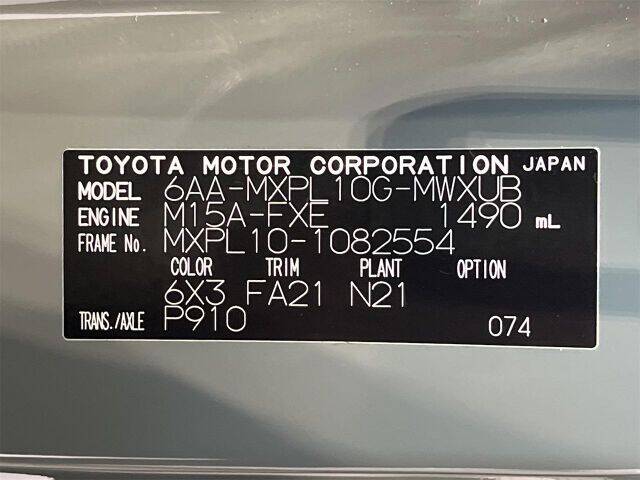 TOYOTA MOTOR CORPORATION JAPAN
MODEL 6AA-MXPL10G-MWXUB
ENGINE M15A-FXE 1490 mL
FRAME No. MXPL10-1082554
COLOR TRIM PLANT OPTION
6X3 FA21 N21
TRANS./AXLE P910 074